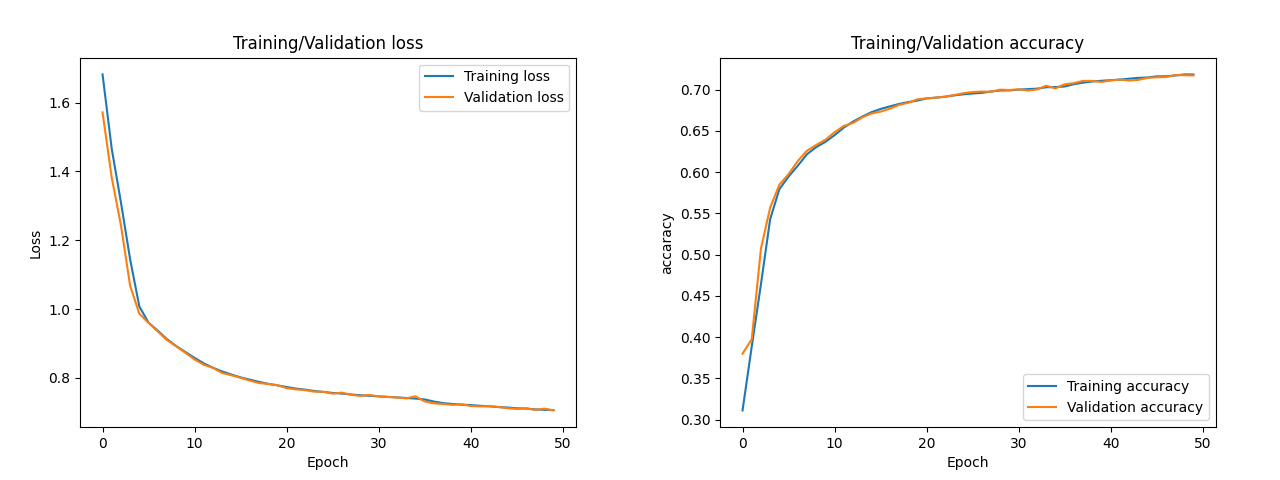 Training/Validation loss
Training loss
Validation loss
1.6
1.4
1.2
1.0
0.8
Loss
0
10
20
30
40
50
Epoch
Training/Validation accuracy
0.70
0.65
0.60
0.55
0.50
0.45
0.40
0.35
0.30
accaracy
Training accuracy
Validation accuracy
0
10
20
30
40
50
Epoch